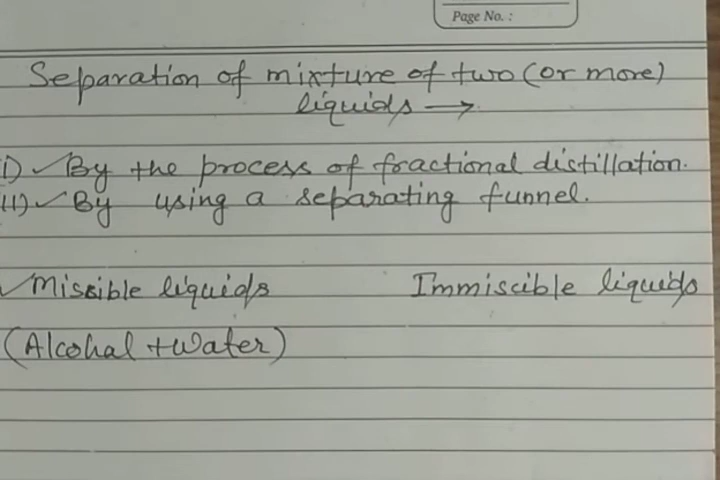 Page No. :
Separation of mixture of two (or more)
liquids →
i) ✓ By the process of fractional distillation.
(ii) ✓ By using a separating funnel.
✓ Missible liquids Immiscible liquids
(Alcohal + Water)